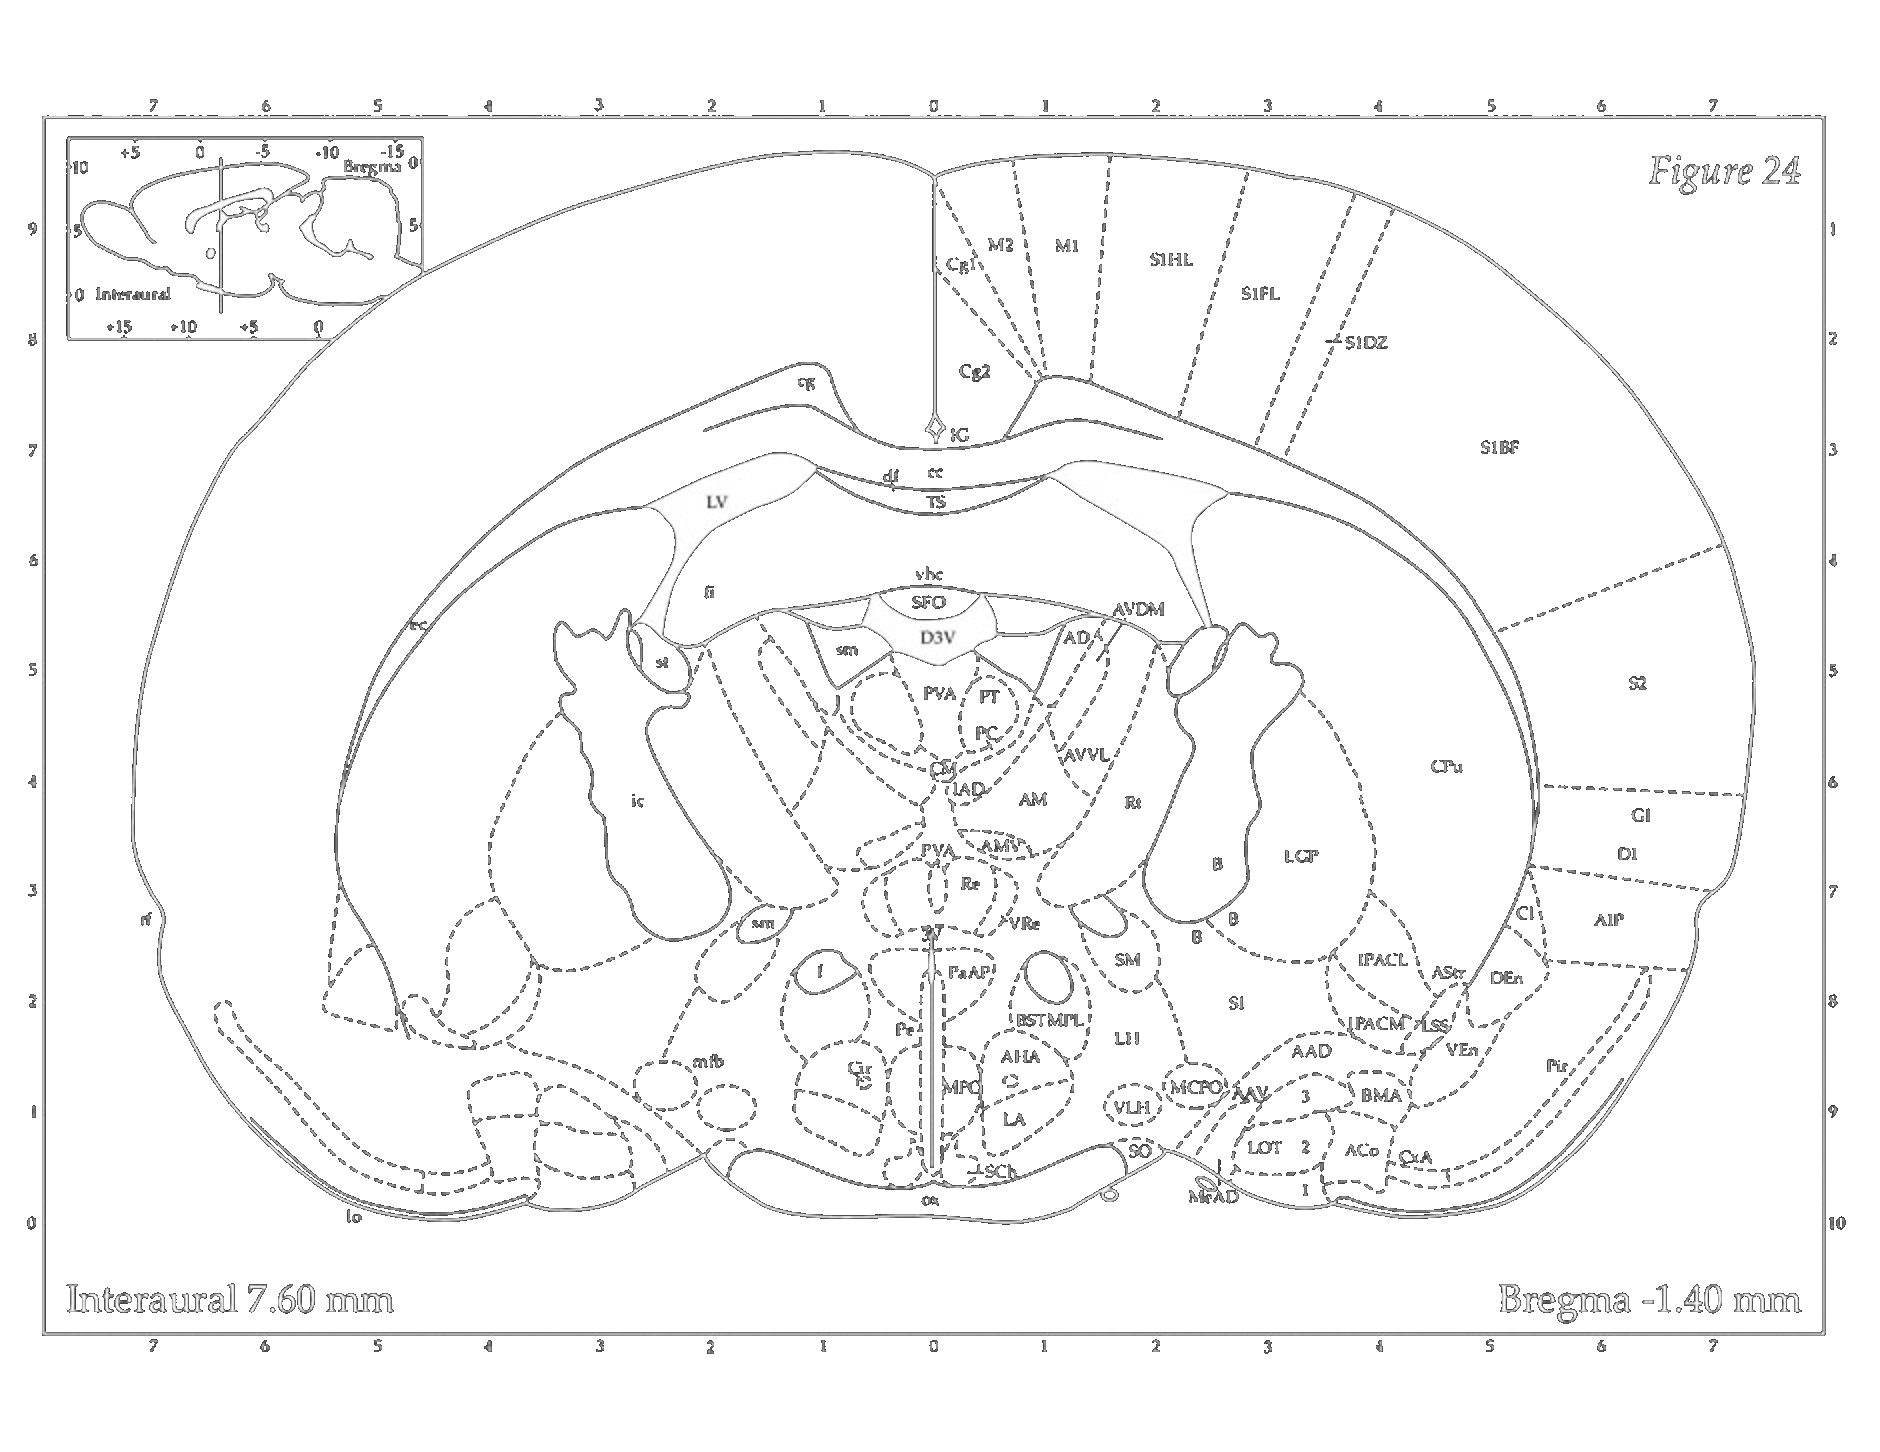 7 6 5 4 3 2 1 0 1 2 3 4 5 6 7
+5 0 -5 -10 -15
Bregma
10 0
5 5
0 Interaural
+15 +10 +5 0
Figure 24
9 1
8 2
7 3
6 4
5 5
4 6
3 7
2 8
1 9
0 10
M2 M1
Cg1
S1HL
S1FL
S1DZ
Cg2
cg
IG
S1BF
df cc
LV TS
vhc
fi SFO AVDM
ec D3V AD
sm
st
PVA PT
S2
PC
AVVL
CM CPu
IAD
ic AM Rt
GI
PVA AMV LGP DI
B
Re
rf sm VRe B CI AIP
3V B
f PaAP SM IPACL AStr DEn
SI
Pe BSTMPL LH IPACM LSS
mfb AHA AAD VEn Pir
Cir
MPO MCPO AAV 3 BMA
LA VLH
SO LOT 2 ACo CxA
SCh
ox MeAD 1
lo
Interaural 7.60 mm
Bregma -1.40 mm
7 6 5 4 3 2 1 0 1 2 3 4 5 6 7